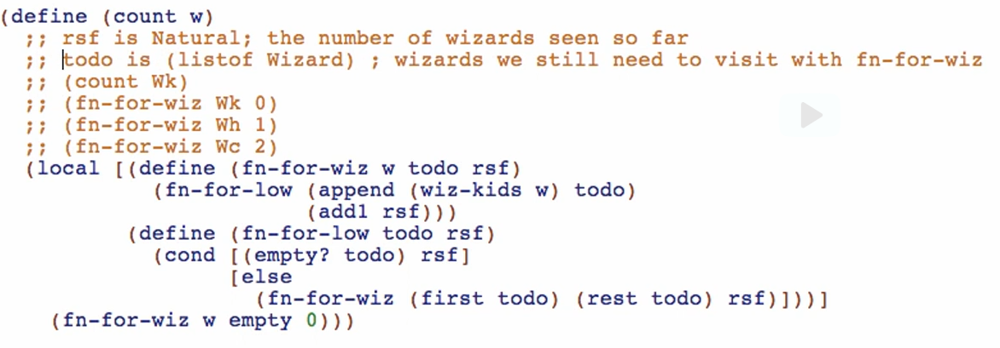 (define (count w)
;; rsf is Natural; the number of wizards seen so far
;; todo is (listof Wizard) ; wizards we still need to visit with fn-for-wiz
;; (count Wk)
;; (fn-for-wiz Wk 0)
;; (fn-for-wiz Wh 1)
;; (fn-for-wiz Wc 2)
(local [(define (fn-for-wiz w todo rsf)
(fn-for-low (append (wiz-kids w) todo)
(add1 rsf)))
(define (fn-for-low todo rsf)
(cond [(empty? todo) rsf]
[else
(fn-for-wiz (first todo) (rest todo) rsf)]))]
(fn-for-wiz w empty 0)))